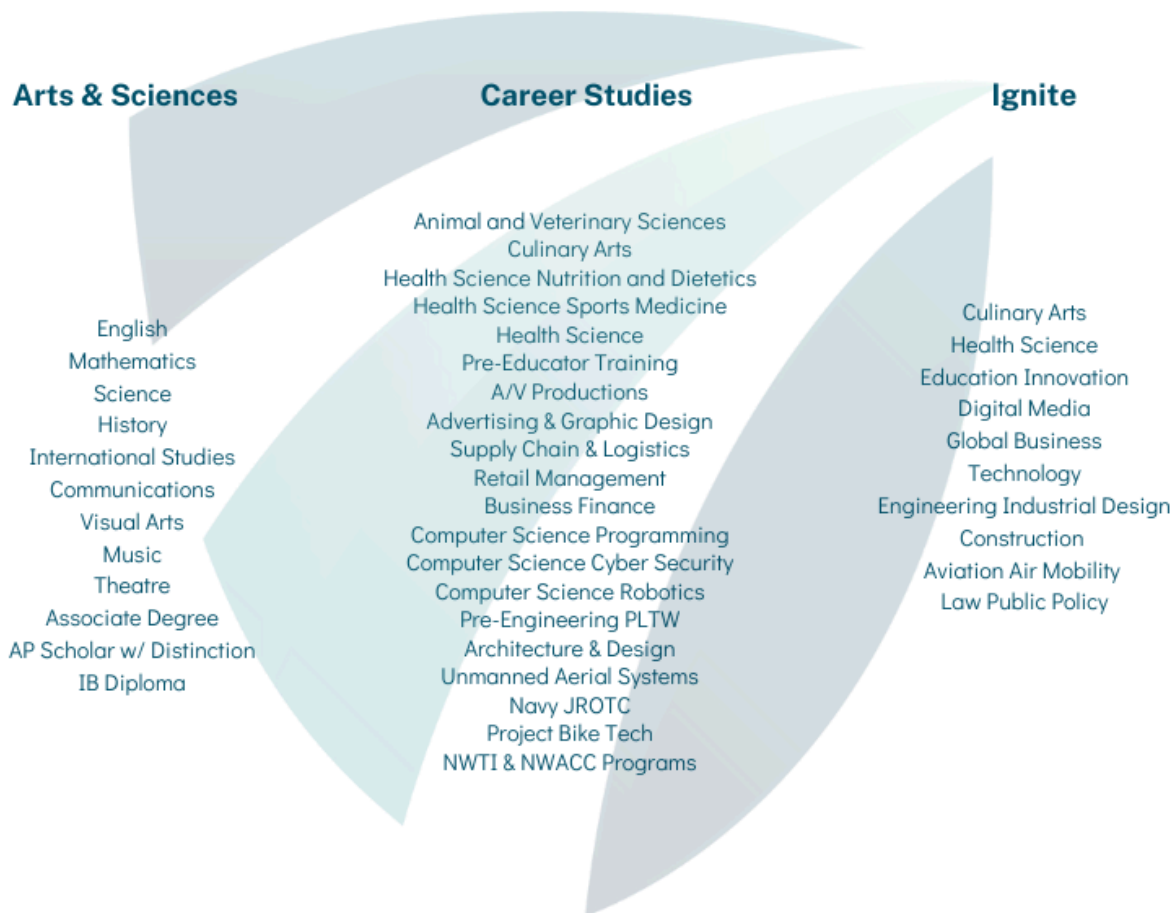 Arts & Sciences
English
Mathematics
Science
History
International Studies
Communications
Visual Arts
Music
Theatre
Associate Degree
AP Scholar w/ Distinction
IB Diploma
Career Studies
Animal and Veterinary Sciences
Culinary Arts
Health Science Nutrition and Dietetics
Health Science Sports Medicine
Health Science
Pre-Educator Training
A/V Productions
Advertising & Graphic Design
Supply Chain & Logistics
Retail Management
Business Finance
Computer Science Programming
Computer Science Cyber Security
Computer Science Robotics
Pre-Engineering PLTW
Architecture & Design
Unmanned Aerial Systems
Navy JROTC
Project Bike Tech
NWTI & NWACC Programs
Ignite
Culinary Arts
Health Science
Education Innovation
Digital Media
Global Business
Technology
Engineering Industrial Design
Construction
Aviation Air Mobility
Law Public Policy